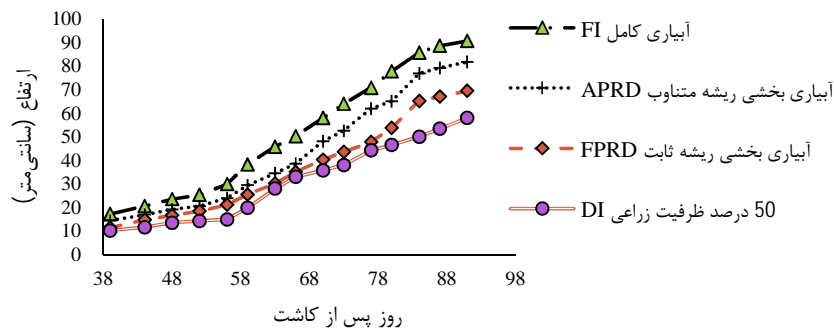 100
90
80
70
60
50
40
30
20
10
0
ارتفاع (سانتی‌متر)
38 48 58 68 78 88 98
روز پس از کاشت
آبیاری کامل FI
آبیاری بخشی ریشه متناوب APRD
آبیاری بخشی ریشه ثابت FPRD
50 درصد ظرفیت زراعی DI